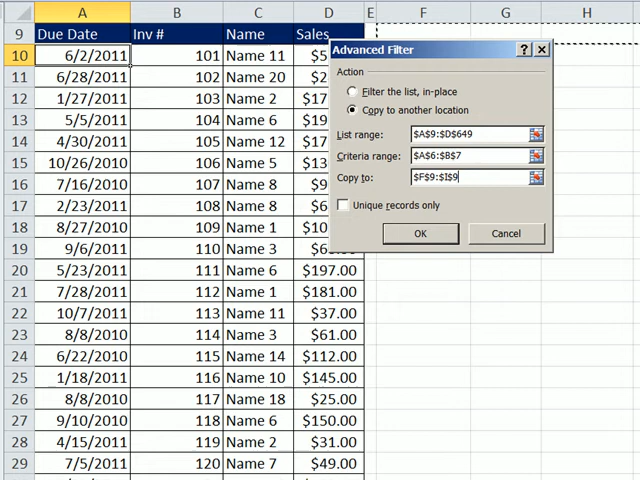 A B C D E F G H
9 Due Date Inv # Name Sales
Advanced Filter
Action
Filter the list, in-place
Copy to another location
List range: $A$9:$D$649
Criteria range: $A$6:$B$7
Copy to: $F$9:$I$9
Unique records only
OK Cancel
10 6/2/2011 101 Name 11 $5
11 6/28/2011 102 Name 20 $2
12 1/27/2011 103 Name 2 $17
13 5/5/2011 104 Name 6 $17
14 4/30/2011 105 Name 12 $17
15 10/26/2010 106 Name 5 $13
16 7/16/2010 107 Name 8 $9
17 2/23/2011 108 Name 8 $6
18 8/27/2011 109 Name 1 $10
19 9/6/2011 110 Name 3
20 5/23/2011 111 Name 6 $197.00
21 7/28/2011 112 Name 1 $181.00
22 10/7/2011 113 Name 11 $37.00
23 8/8/2010 114 Name 3 $61.00
24 6/22/2010 115 Name 14 $112.00
25 1/18/2011 116 Name 10 $145.00
26 8/8/2010 117 Name 18 $25.00
27 9/10/2010 118 Name 6 $150.00
28 4/15/2011 119 Name 2 $31.00
29 7/5/2011 120 Name 7 $49.00